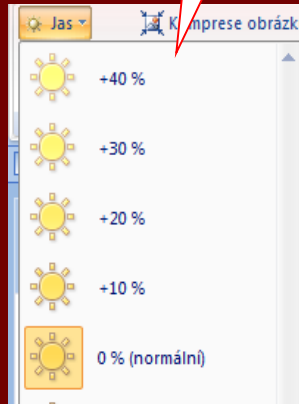 Jas
Komprese obrázk
+40 %
+30 %
+20 %
+10 %
0 % (normální)